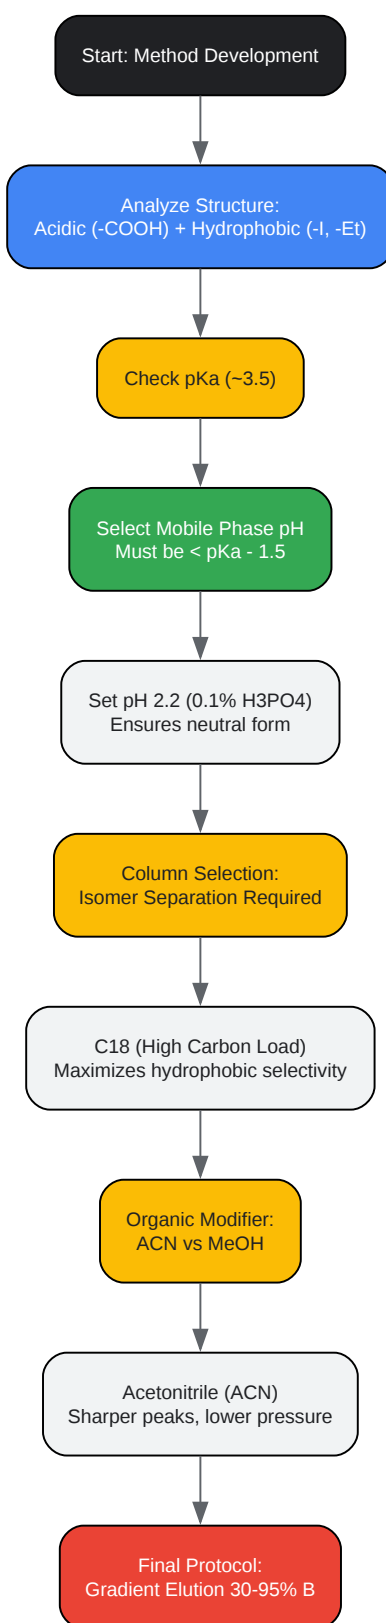 Start: Method Development
Analyze Structure:
Acidic (-COOH) + Hydrophobic (-I, -Et)
Check pKa (~3.5)
Select Mobile Phase pH
Must be < pKa - 1.5
Set pH 2.2 (0.1% H3PO4)
Ensures neutral form
Column Selection:
Isomer Separation Required
C18 (High Carbon Load)
Maximizes hydrophobic selectivity
Organic Modifier:
ACN vs MeOH
Acetonitrile (ACN)
Sharper peaks, lower pressure
Final Protocol:
Gradient Elution 30-95% B